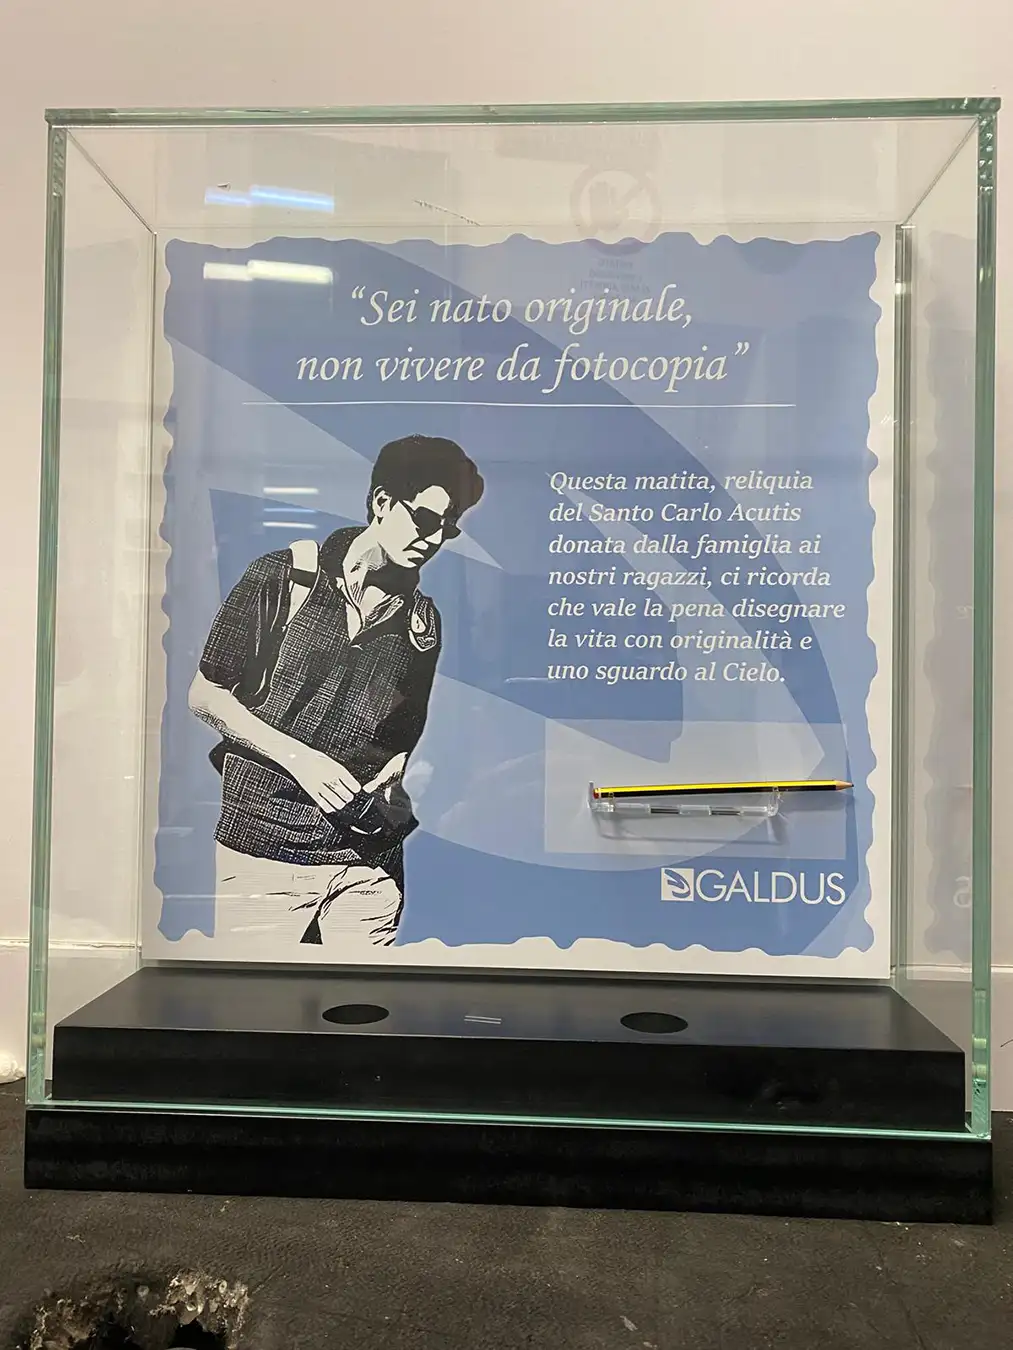 “Sei nato originale,
non vivere da fotocopia”
Questa matita, reliquia
del Santo Carlo Acutis
donata dalla famiglia ai
nostri ragazzi, ci ricorda
che vale la pena disegnare
la vita con originalità e
uno sguardo al Cielo.
GALDUS